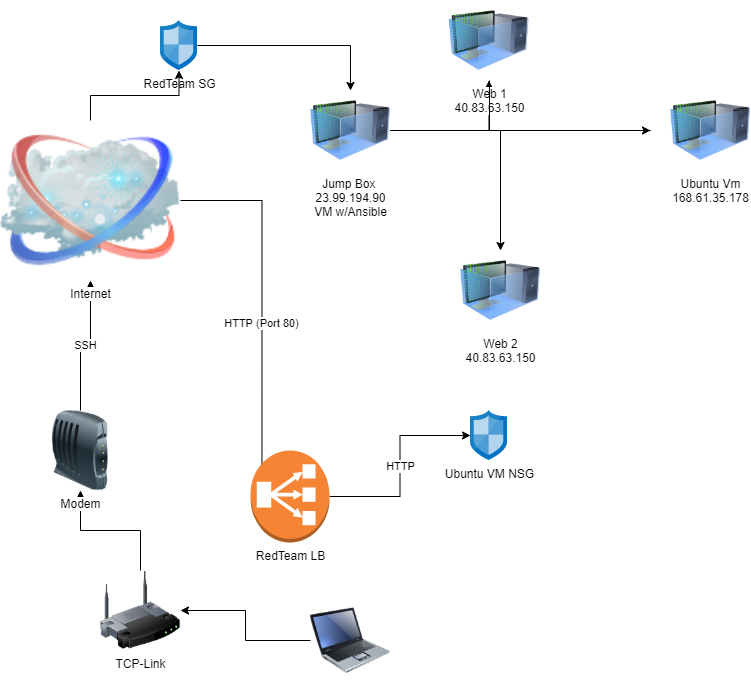 RedTeam SG
Web 1
40.83.63.150
Jump Box
23.99.194.90
VM w/Ansible
Ubuntu Vm
168.61.35.178
Internet
HTTP (Port 80)
SSH
Web 2
40.83.63.150
HTTP
Ubuntu VM NSG
Modem
RedTeam LB
TCP-Link